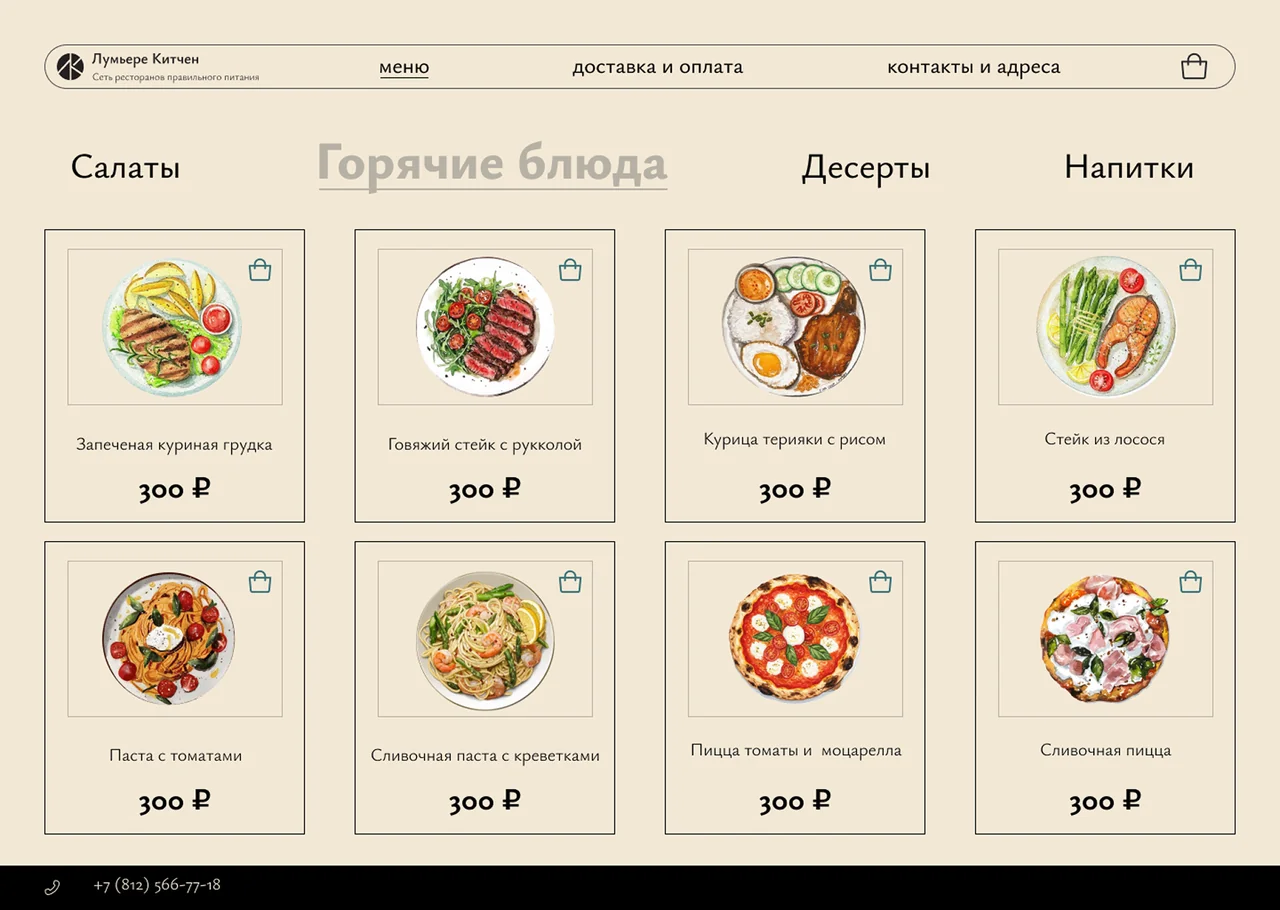 Лумьере Китчен
Сеть ресторанов правильного питания
меню
доставка и оплата
контакты и адреса
Салаты
Горячие блюда
Десерты
Напитки
Запеченая куриная грудка
300 ₽
Говяжий стейк с рукколой
300 ₽
Курица терияки с рисом
300 ₽
Стейк из лосося
300 ₽
Паста с томатами
300 ₽
Сливочная паста с креветками
300 ₽
Пицца томаты и моцарелла
300 ₽
Сливочная пицца
300 ₽
+7 (812) 566-77-18